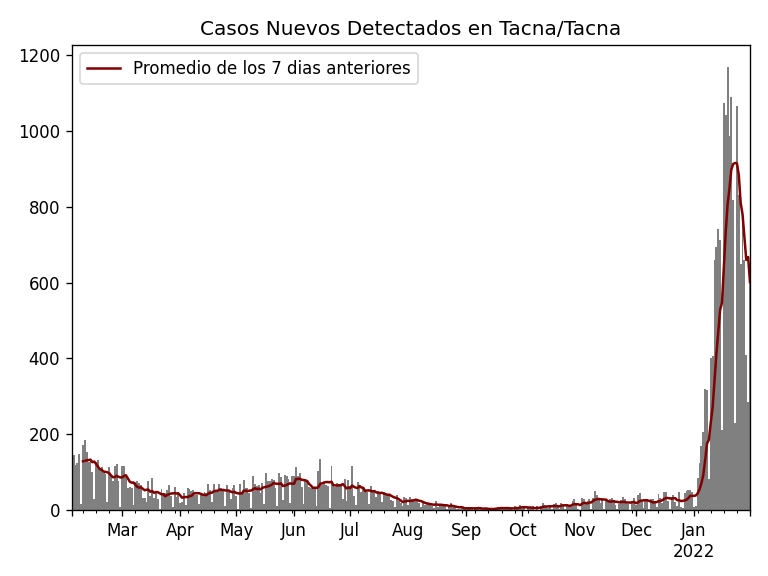 Casos Nuevos Detectados en Tacna/Tacna
Promedio de los 7 dias anteriores
1200
1000
800
600
400
200
0
Mar Apr May Jun Jul Aug Sep Oct Nov Dec Jan
2022